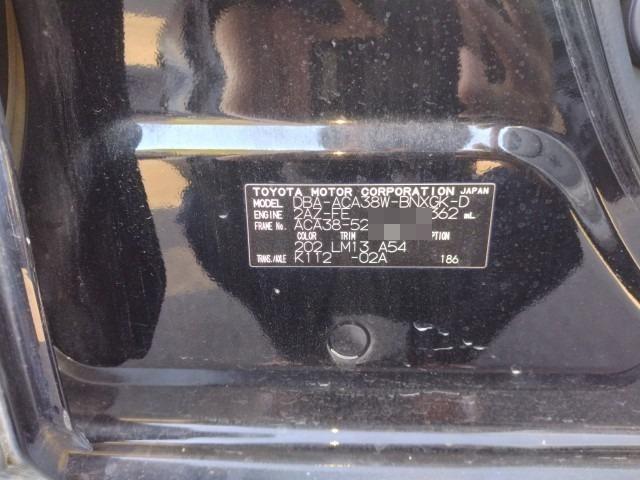 TOYOTA MOTOR CORPORATION JAPAN
MODEL DBA-ACA38W-BNXGK-D
ENGINE 2AZ-FE 362 mL
FRAME No. ACA38-52
COLOR TRIM PTION
202 LM13 A54
TRANS./AXLE K112 -02A 186